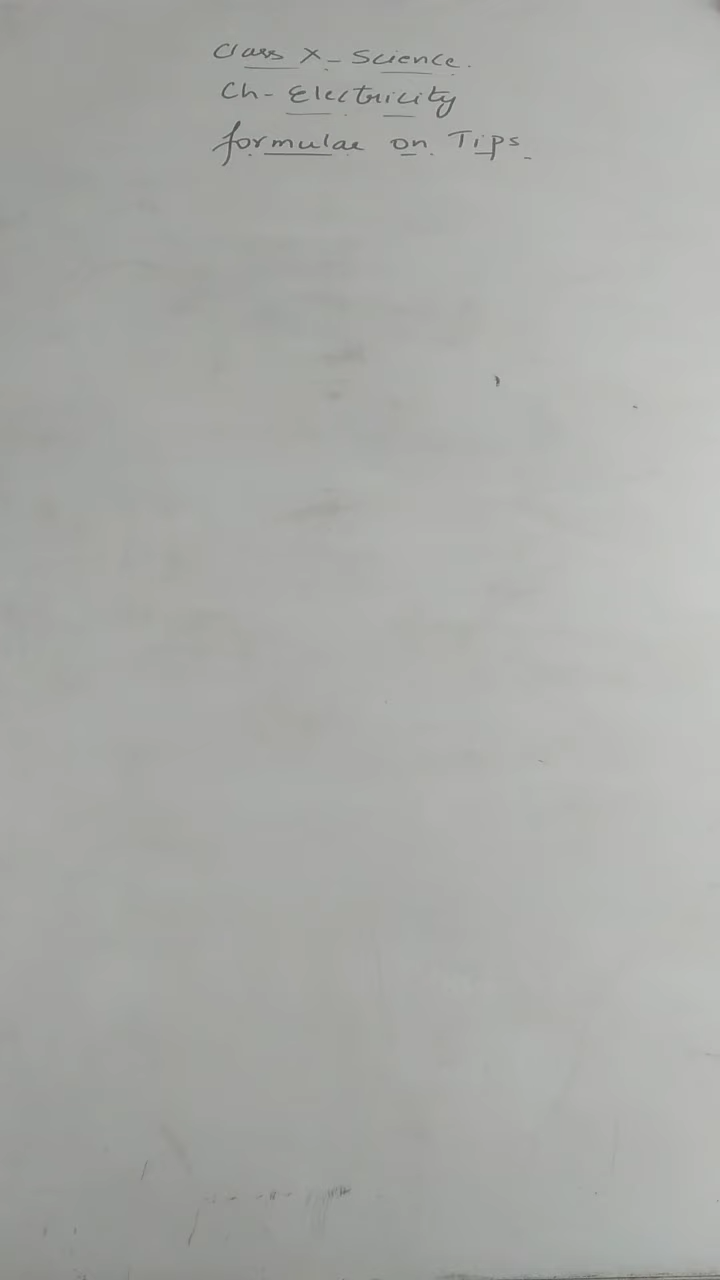 Class X - Science.
Ch- Electricity
formulae on Tips.